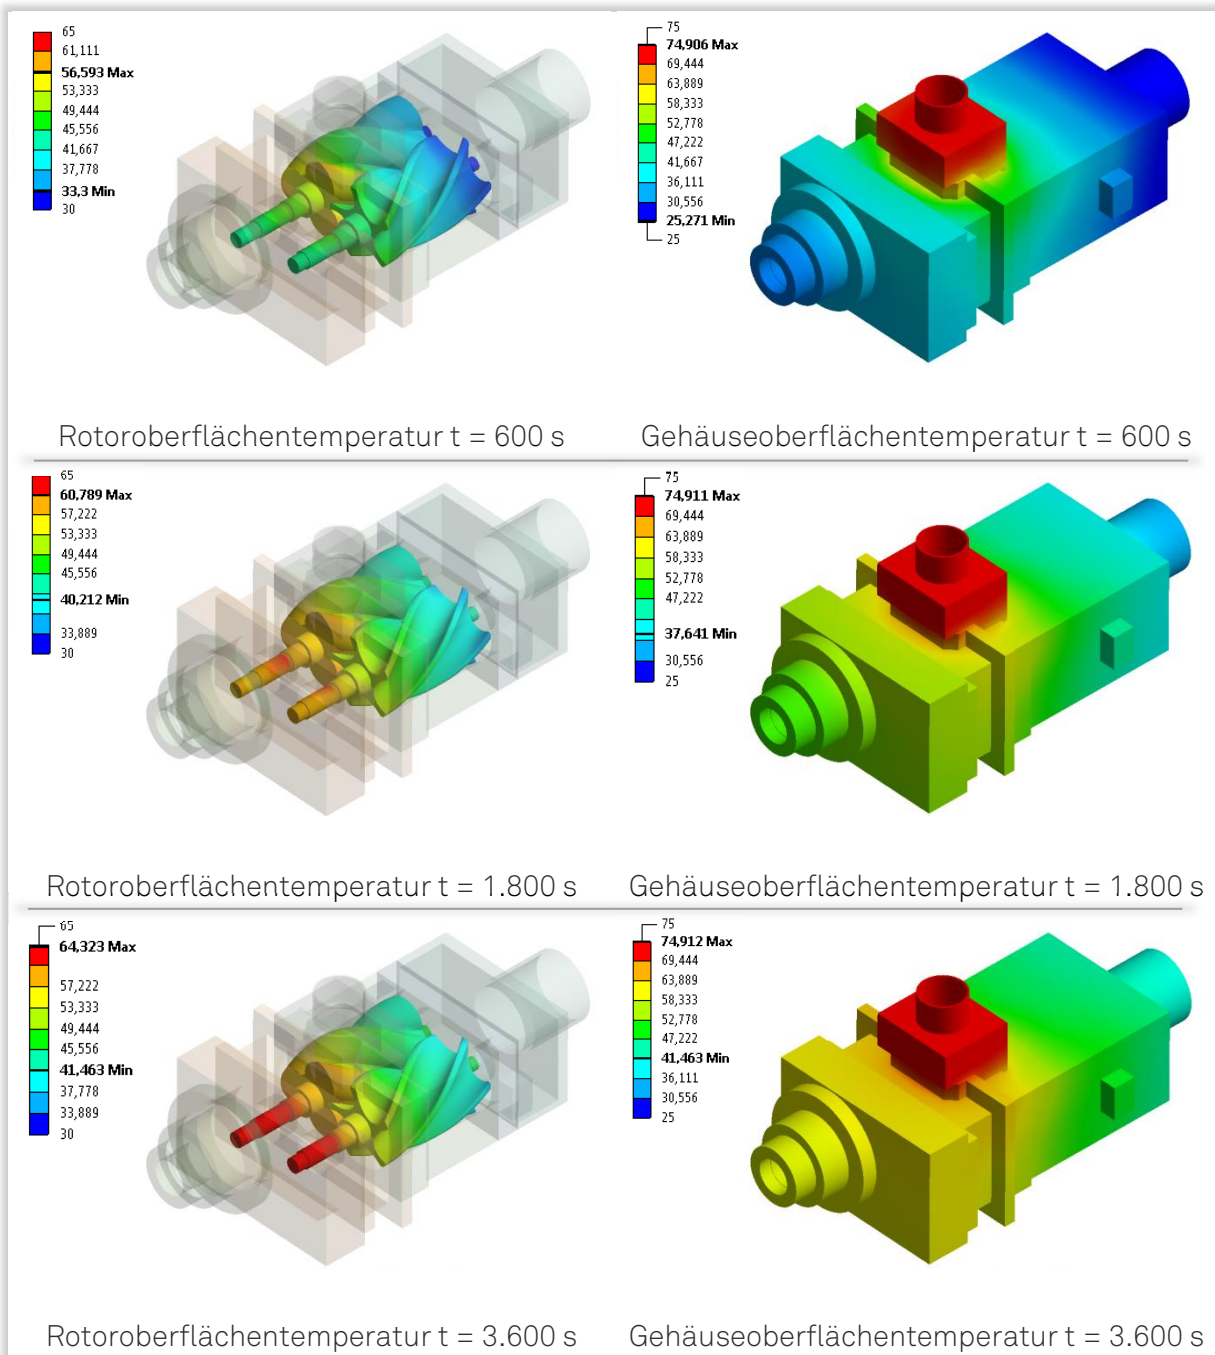 65
61,111
56,593 Max
53,333
49,444
45,556
41,667
37,778
33,3 Min
30
75
74,906 Max
69,444
63,889
58,333
52,778
47,222
41,667
36,111
30,556
25,271 Min
25
Rotoroberflächentemperatur t = 600 s
Gehäuseoberflächentemperatur t = 600 s
65
60,789 Max
57,222
53,333
49,444
45,556
40,212 Min
33,889
30
75
74,911 Max
69,444
63,889
58,333
52,778
47,222
37,641 Min
30,556
25
Rotoroberflächentemperatur t = 1.800 s
Gehäuseoberflächentemperatur t = 1.800 s
65
64,323 Max
57,222
53,333
49,444
45,556
41,463 Min
37,778
33,889
30
75
74,912 Max
69,444
63,889
58,333
52,778
47,222
41,463 Min
36,111
30,556
25
Rotoroberflächentemperatur t = 3.600 s
Gehäuseoberflächentemperatur t = 3.600 s